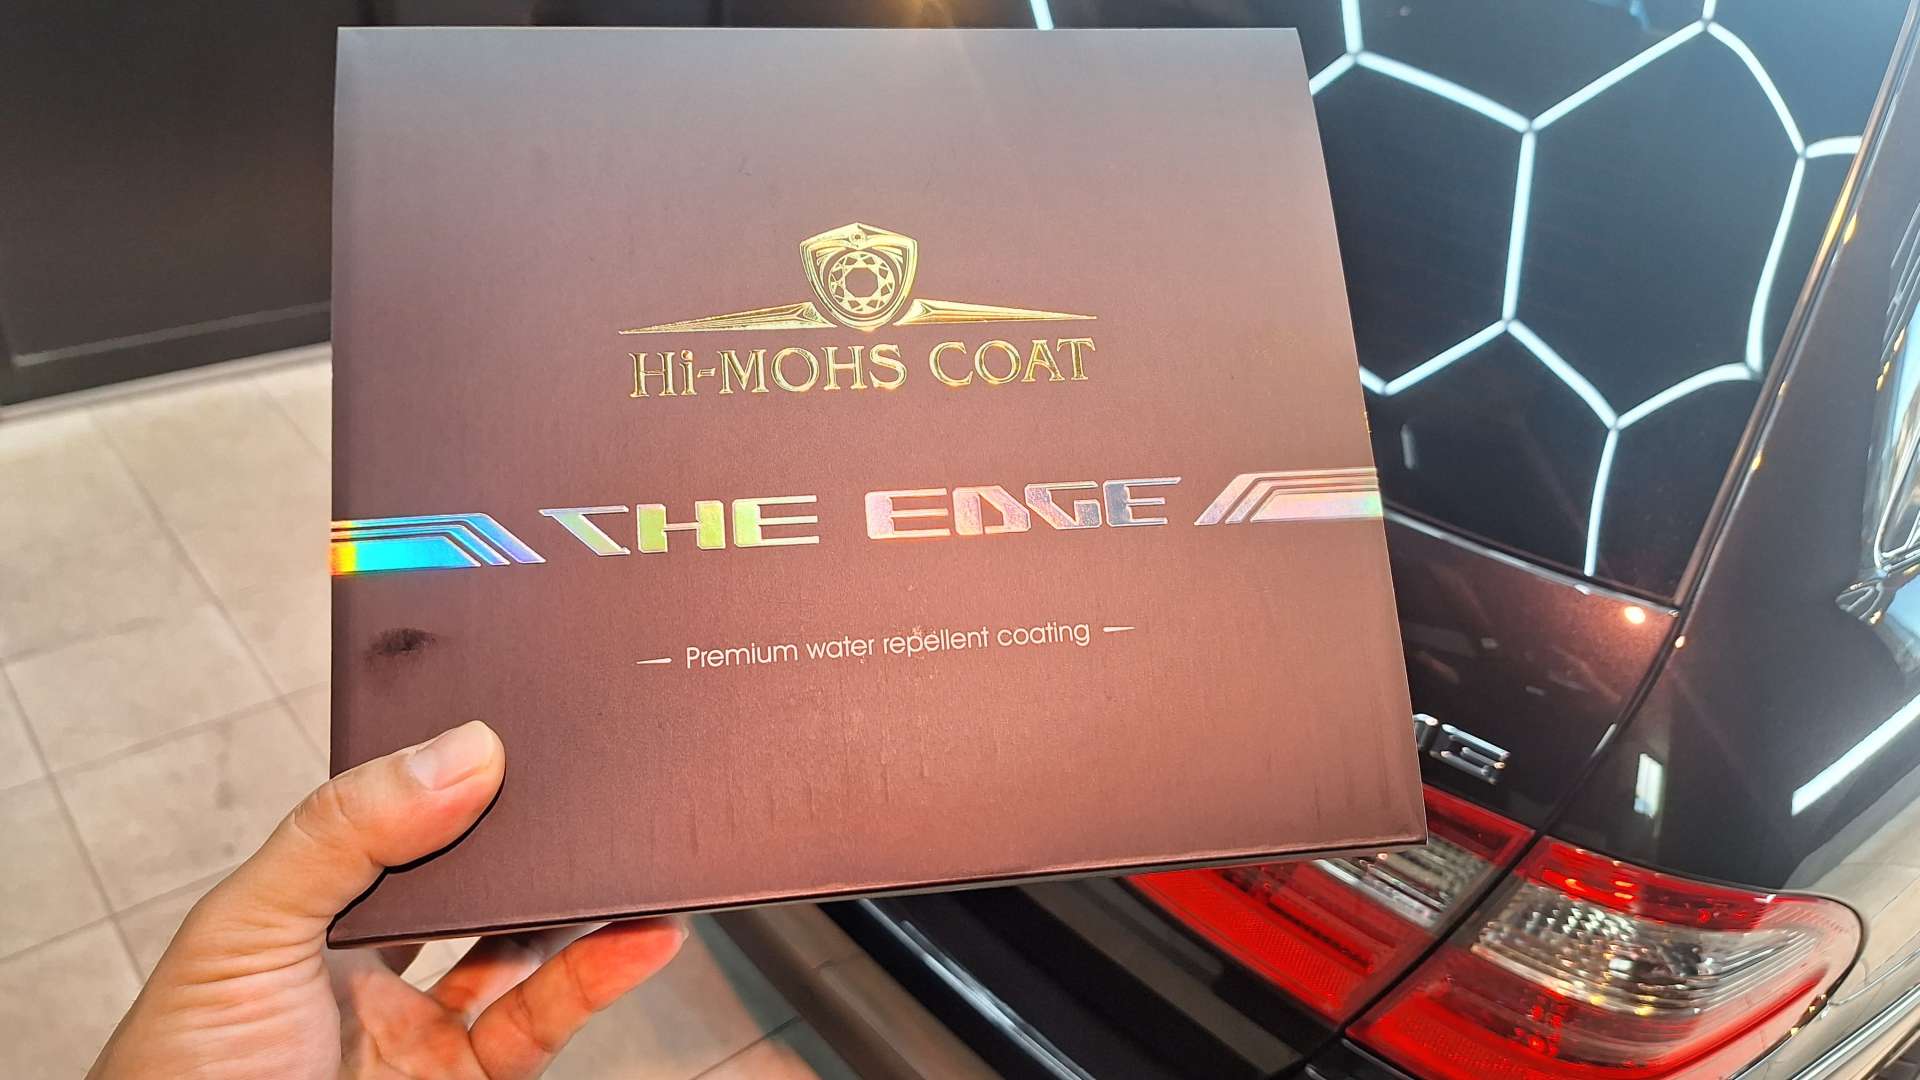 Hi-MOHS COAT
THE EDGE
Premium water repellent coating